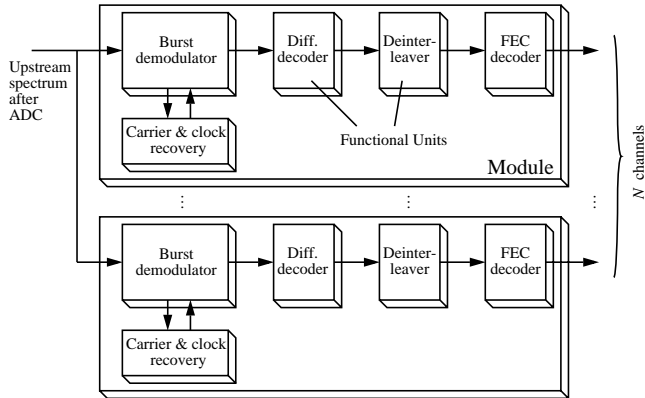 Upstream
spectrum
after
ADC
Burst
demodulator
Diff.
decoder
Deinter-
leaver
FEC
decoder
Carrier & clock
recovery
Functional Units
Module
N channels
Burst
demodulator
Diff.
decoder
Deinter-
leaver
FEC
decoder
Carrier & clock
recovery